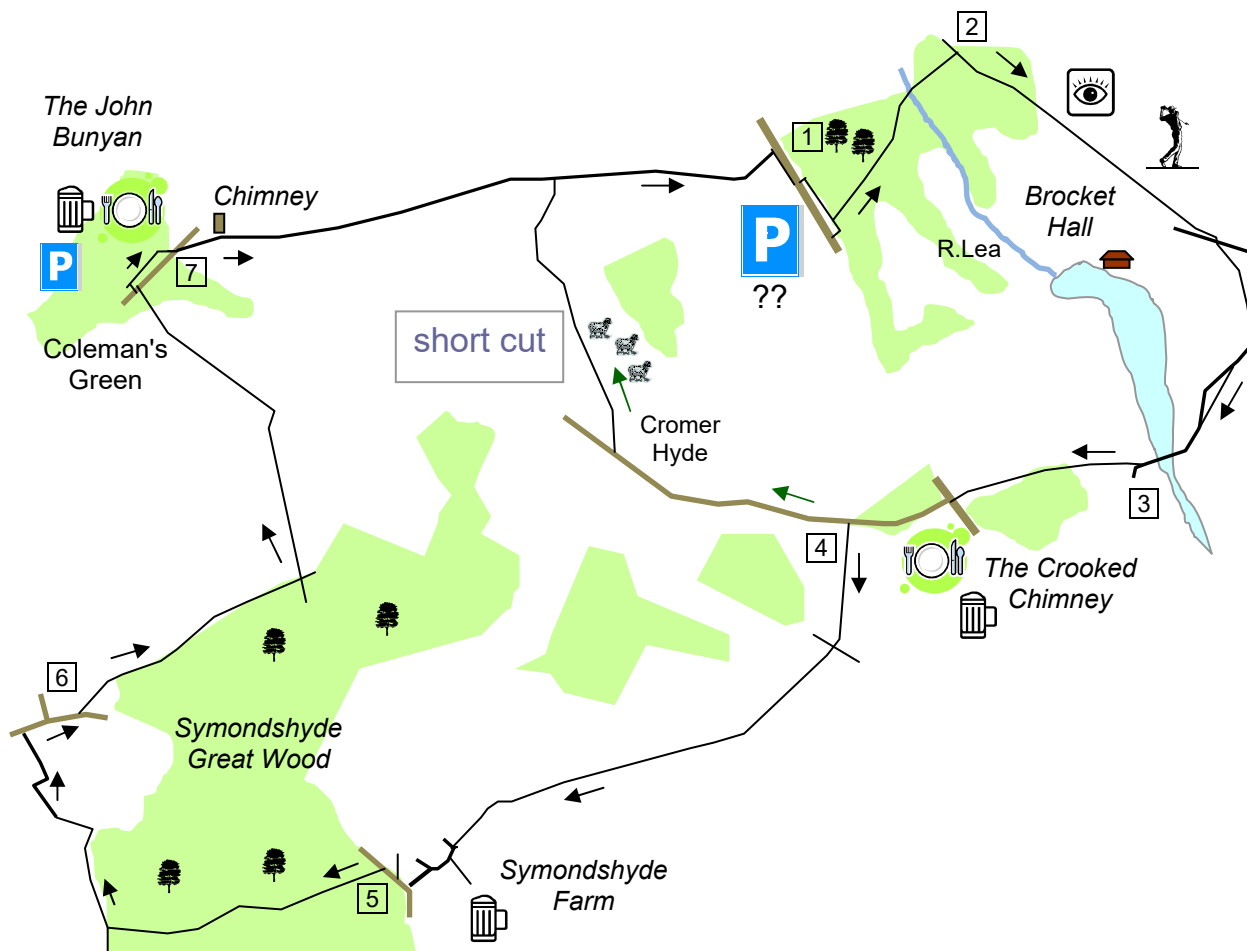 2
The John
Bunyan
1
Chimney
Brocket
Hall
P
R.Lea
P
7
??
short cut
Coleman's
Green
Cromer
Hyde
3
4
The Crooked
Chimney
6
Symondshyde
Great Wood
Symondshyde
Farm
5